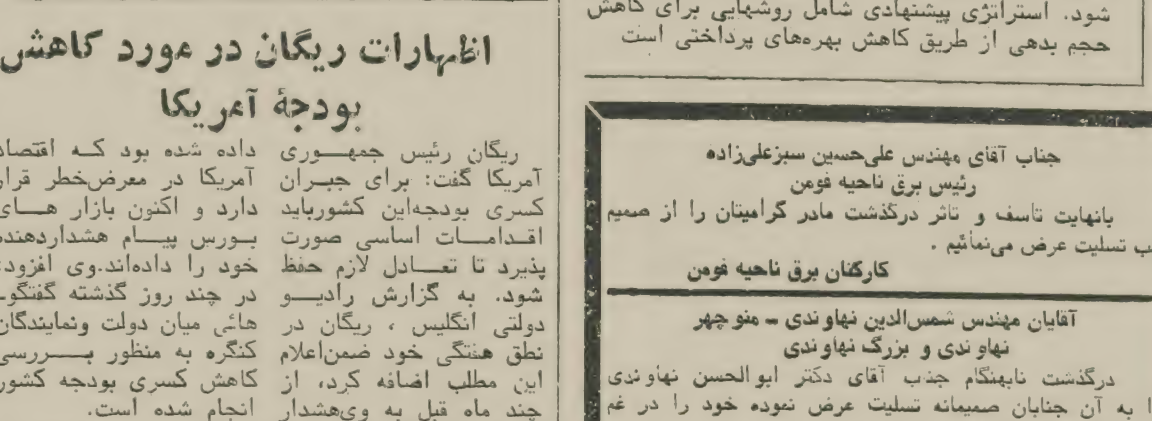 شود. استراتژی پیشنهادی شامل روشهایی برای کاهش
حجم بدهی از طریق کاهش بهره‌های پرداختی است
جناب آقای مهندس علی‌حسین سبزعلی‌زاده
رئیس برق ناحیه فومن
بانهایت تاسف و تاثر درگذشت مادر گرامیتان را از صمیم
تسلیت عرض می‌نمائیم .
کارکنان برق ناحیه فومن
آقایان مهندس شمس‌الدین نهاوندی - منوچهر
نهاوندی و بزرگ نهاوندی
درگذشت نابهنگام جناب آقای دکتر ابوالحسن نهاوندی
به آن جنابان صمیمانه تسلیت عرض نموده خود را در غم
اظهارات ریگان در مورد کاهش
بودجهٔ آمریکا
ریگان رئیس جمهوری
آمریکا گفت: برای جبران
کسری بودجه‌این کشورباید
اقدامات اساسی صورت
پذیرد تا تعادل لازم حفظ
شود. به گزارش رادیو
دولتی انگلیس ، ریگان در
نطق هفتگی خود ضمن‌اعلام
این مطلب اضافه کرد، از
چند ماه قبل به وی‌هشدار
داده شده بود که اقتصاد
آمریکا در معرض‌خطر قرار
دارد و اکنون بازار های
بورس پیام هشداردهنده
خود را داده‌اند.وی افزود:
در چند روز گذشته گفتگو-
هائی میان دولت ونمایندگان
کنگره به منظور بررسی
کاهش کسری بودجه کشور
انجام شده است.